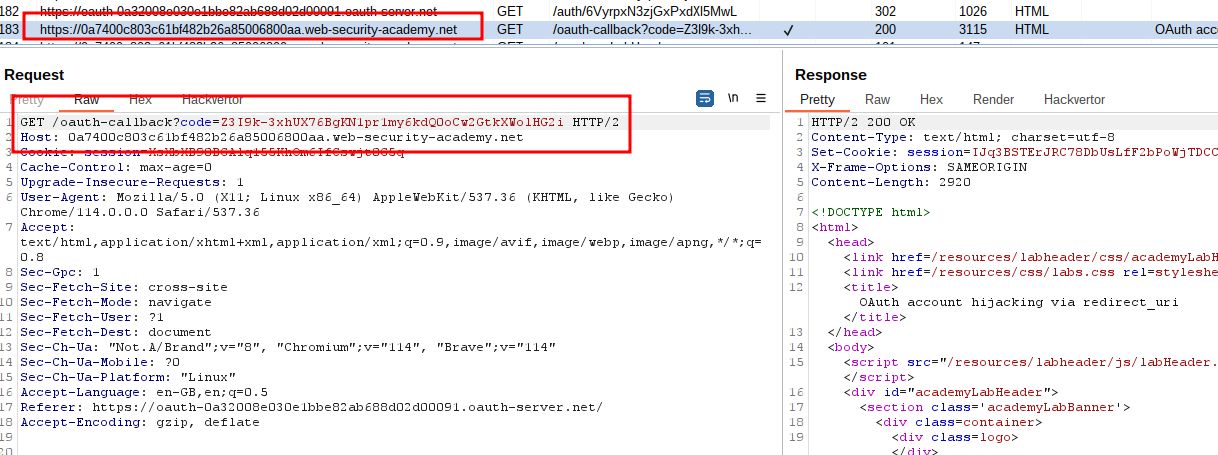 182 https://oauth-0a32008e030e1bbe82ab688d02d00091.oauth-server.net GET /auth/6VyrpxN3zjGxPxdXl5MwL 302 1026 HTML
183 https://0a7400c803c61bf482b26a85006800aa.web-security-academy.net GET /oauth-callback?code=Z3I9k-3xh... ✓ 200 3115 HTML OAuth acc
Request
Pretty Raw Hex Hackvertor \n ≡
1 GET /oauth-callback?code=Z3I9k-3xhUX76BgKN1pr1my6kdQOoCw2GtkXWolHG2i HTTP/2
2 Host: 0a7400c803c61bf482b26a85006800aa.web-security-academy.net
3 Cookie:
4 Cache-Control: max-age=0
5 Upgrade-Insecure-Requests: 1
6 User-Agent: Mozilla/5.0 (X11; Linux x86_64) AppleWebKit/537.36 (KHTML, like Gecko)
Chrome/114.0.0.0 Safari/537.36
7 Accept:
text/html,application/xhtml+xml,application/xml;q=0.9,image/avif,image/webp,image/apng,*/*;q=
0.8
8 Sec-Gpc: 1
9 Sec-Fetch-Site: cross-site
10 Sec-Fetch-Mode: navigate
11 Sec-Fetch-User: ?1
12 Sec-Fetch-Dest: document
13 Sec-Ch-Ua: "Not.A/Brand";v="8", "Chromium";v="114", "Brave";v="114"
14 Sec-Ch-Ua-Mobile: ?0
15 Sec-Ch-Ua-Platform: "Linux"
16 Accept-Language: en-GB,en;q=0.5
17 Referer: https://oauth-0a32008e030e1bbe82ab688d02d00091.oauth-server.net/
18 Accept-Encoding: gzip, deflate
19
20
Response
Pretty Raw Hex Render Hackvertor
1 HTTP/2 200 OK
2 Content-Type: text/html; charset=utf-8
3 Set-Cookie: session=IJq3BSTErJRC78DbUsLfF2bPoWjTDCC
4 X-Frame-Options: SAMEORIGIN
5 Content-Length: 2920
6
7 <!DOCTYPE html>
8 <html>
9 <head>
10 <link href=/resources/labheader/css/academyLabH
11 <link href=/resources/css/labs.css rel=styleshe
12 <title>
OAuth account hijacking via redirect_uri
</title>
13 </head>
14 <body>
15 <script src="/resources/labheader/js/labHeader.
</script>
16 <div id="academyLabHeader">
17 <section class='academyLabBanner'>
18 <div class=container>
19 <div class=logo>
</div>